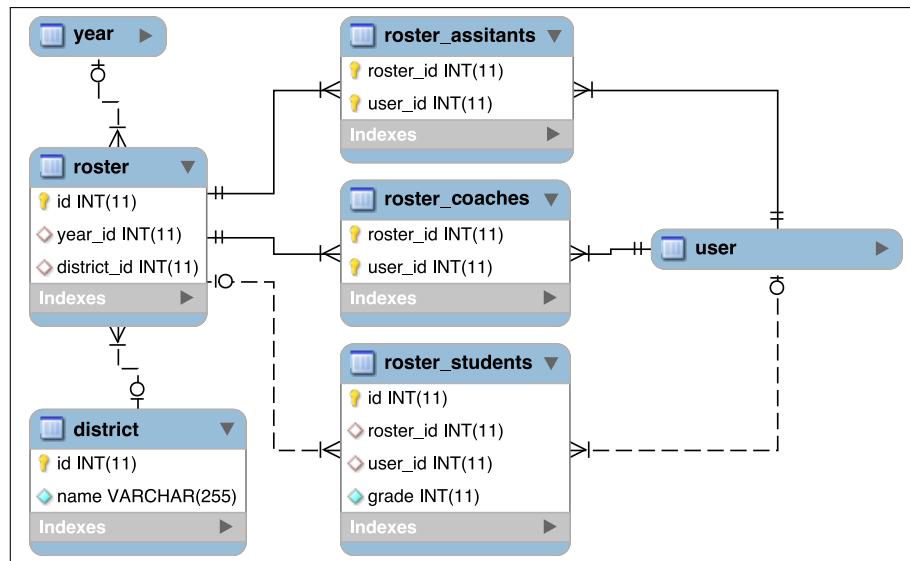 year
roster
id INT(11)
year_id INT(11)
district_id INT(11)
Indexes
district
id INT(11)
name VARCHAR(255)
Indexes
roster_assitants
roster_id INT(11)
user_id INT(11)
Indexes
roster_coaches
roster_id INT(11)
user_id INT(11)
Indexes
roster_students
id INT(11)
roster_id INT(11)
user_id INT(11)
grade INT(11)
Indexes
user